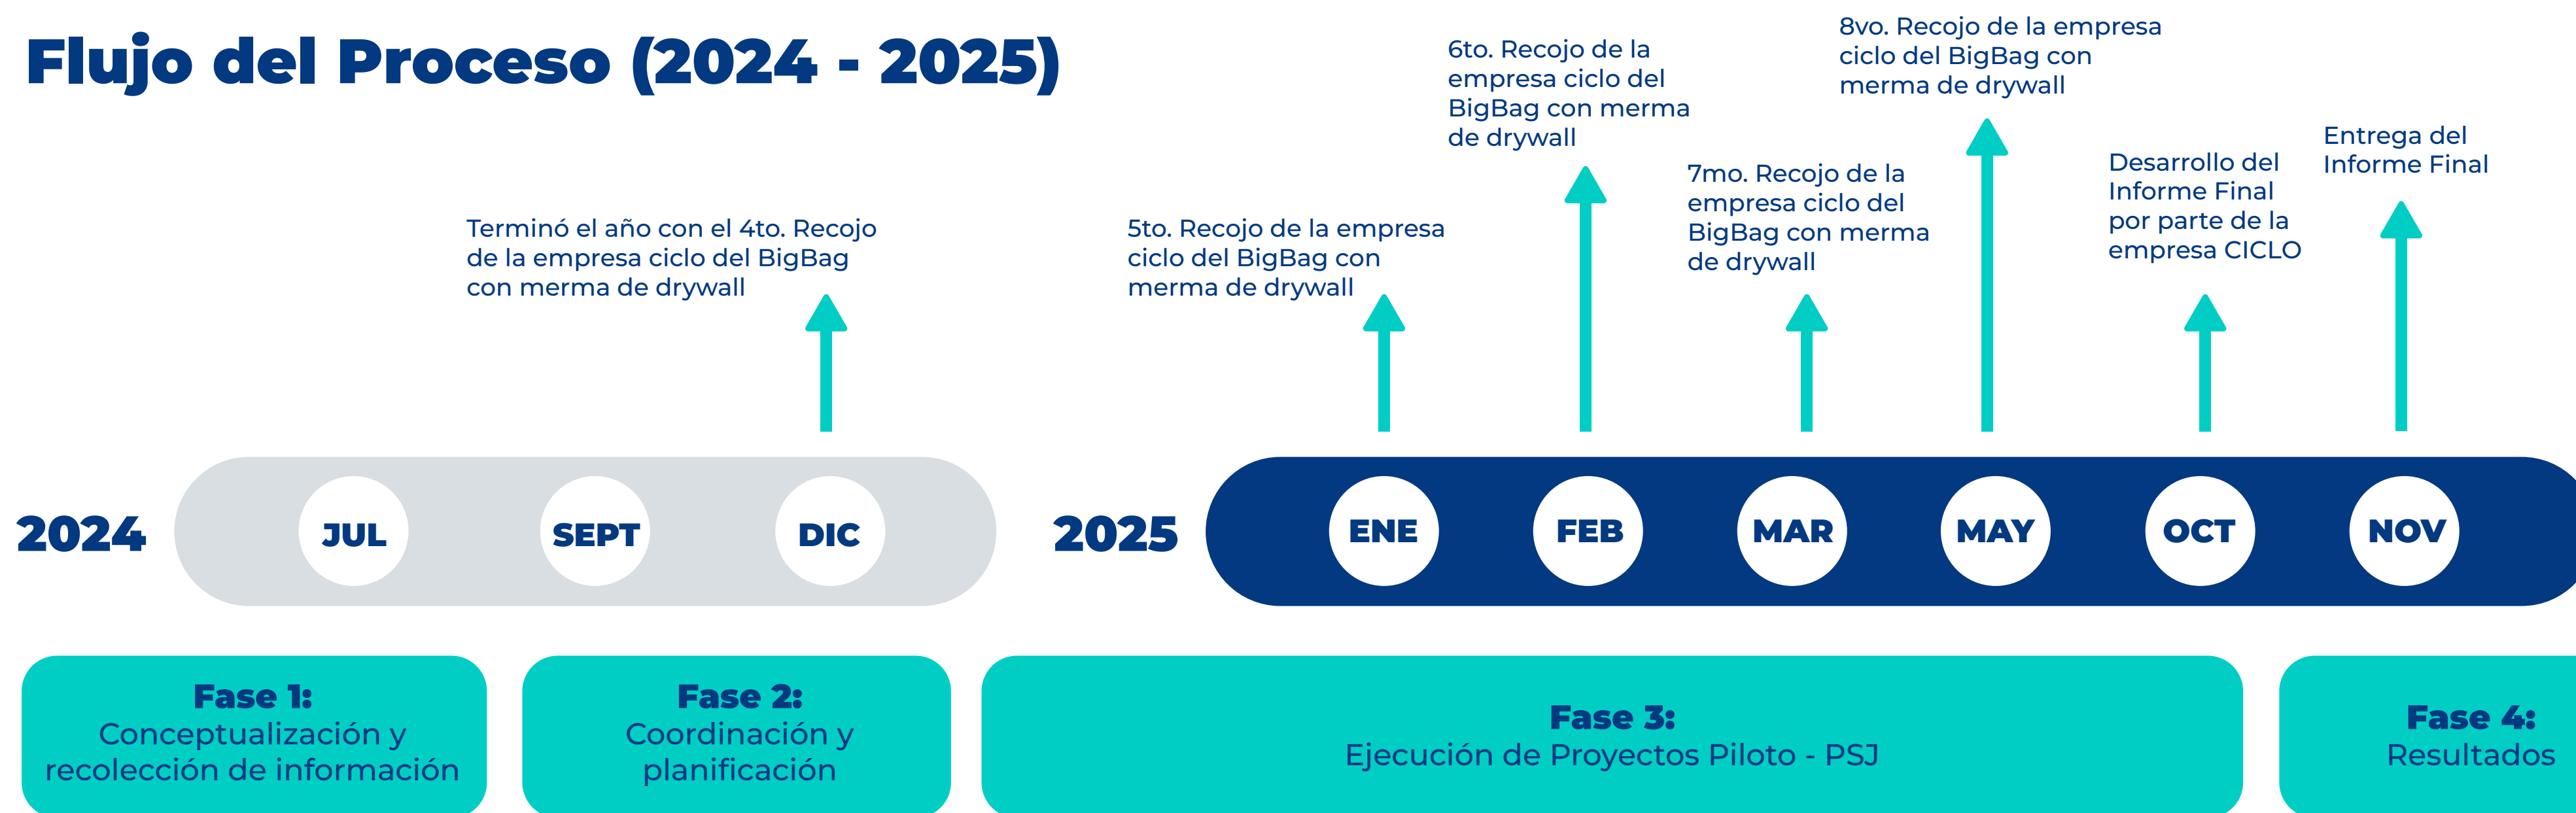 Flujo del Proceso (2024 - 2025)
Terminó el año con el 4to. Recojo
de la empresa ciclo del BigBag
con merma de drywall
5to. Recojo de la empresa
ciclo del BigBag con
merma de drywall
6to. Recojo de la
empresa ciclo del
BigBag con merma
de drywall
7mo. Recojo de la
empresa ciclo del
BigBag con merma
de drywall
8vo. Recojo de la empresa
ciclo del BigBag con
merma de drywall
Desarrollo del
Informe Final
por parte de la
empresa CICLO
Entrega del
Informe Final
2024
JUL
SEPT
DIC
2025
ENE
FEB
MAR
MAY
OCT
NOV
Fase 1:
Conceptualización y
recolección de información
Fase 2:
Coordinación y
planificación
Fase 3:
Ejecución de Proyectos Piloto - PSJ
Fase 4:
Resultados